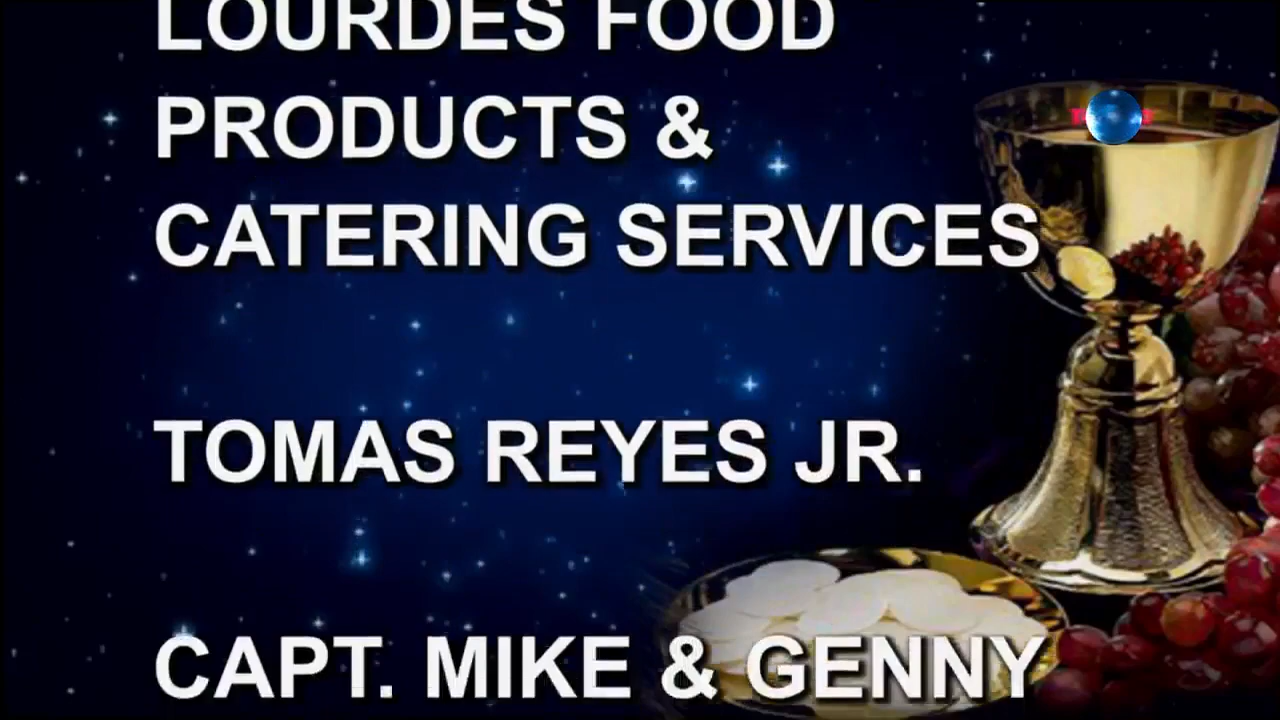 LOURDES FOOD
PRODUCTS &
CATERING SERVICES
TOMAS REYES JR.
CAPT. MIKE & GENNY